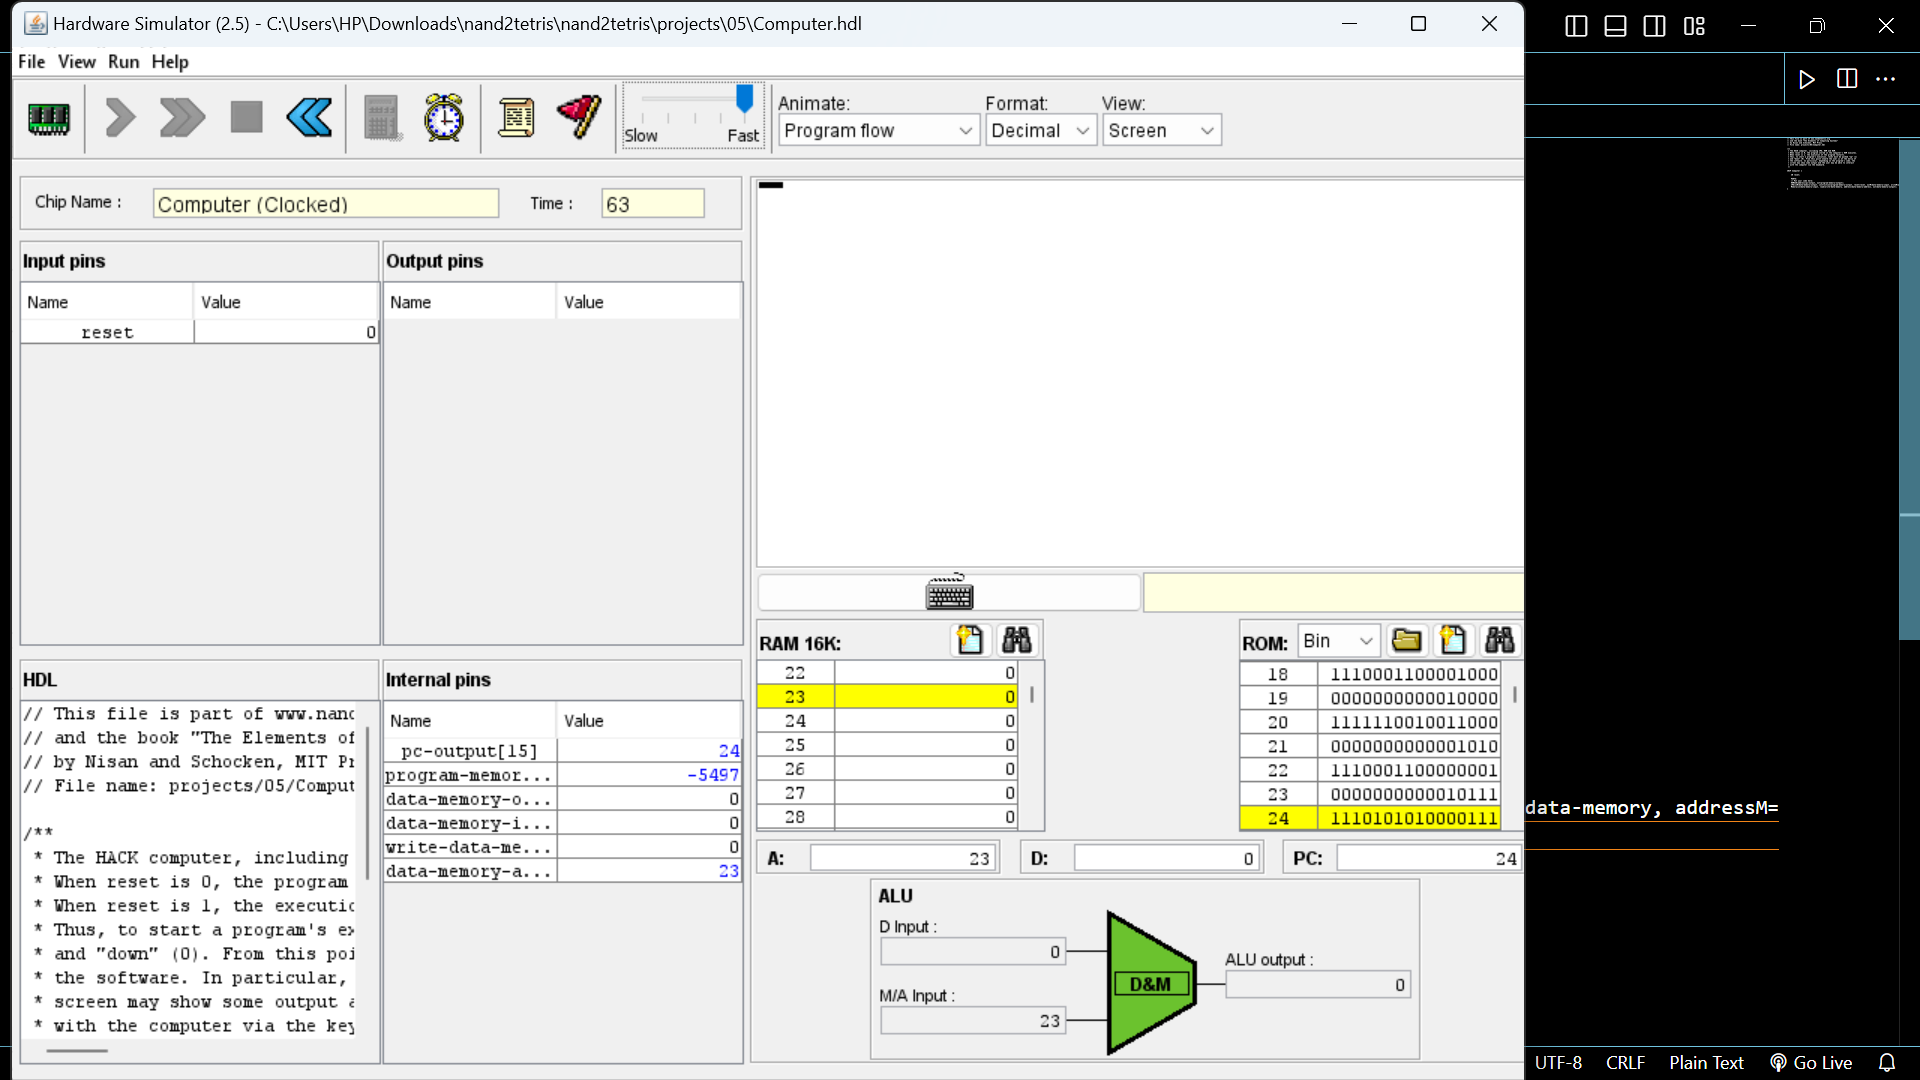 Hardware Simulator (2.5) - C:\Users\HP\Downloads\nand2tetris\nand2tetris\projects\05\Computer.hdl
File View Run Help
Slow Fast
Animate: Format: View:
Program flow Decimal Screen
Chip Name : Computer (Clocked) Time : 63
Input pins
Name Value
reset 0
Output pins
Name Value
HDL
// This file is part of www.nand
// and the book "The Elements of
// by Nisan and Schocken, MIT Pr
// File name: projects/05/Comput
/**
* The HACK computer, including
* When reset is 0, the program
* When reset is 1, the executio
* Thus, to start a program's ex
* and "down" (0). From this poi
* the software. In particular,
* screen may show some output a
* with the computer via the key
Internal pins
Name Value
pc-output[15] 24
program-memor... -5497
data-memory-o... 0
data-memory-i... 0
write-data-me... 0
data-memory-a... 23
RAM 16K:
22 0
23 0
24 0
25 0
26 0
27 0
28 0
ROM: Bin
18 1110001100001000
19 0000000000010000
20 1111110010011000
21 0000000000001010
22 1110001100000001
23 0000000000010111
24 1110101010000111
A: 23 D: 0 PC: 24
ALU
D Input :
0
M/A Input :
23
D&M
ALU output :
0
data-memory, addressM=
UTF-8 CRLF Plain Text Go Live